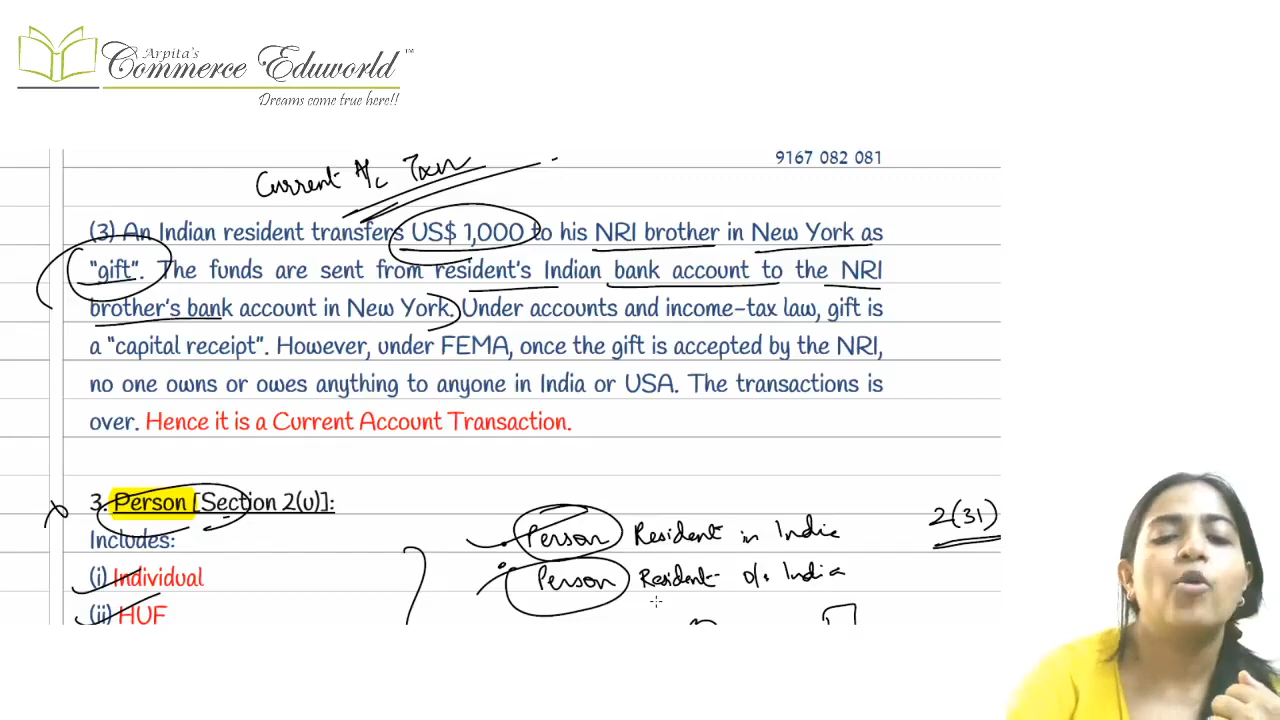 Arpita's
Commerce Eduworld™
Dreams come true here!!
9167 082 081
Current A/c Txn
(3) An Indian resident transfers US$ 1,000 to his NRI brother in New York as
"gift". The funds are sent from resident's Indian bank account to the NRI
brother's bank account in New York. Under accounts and income-tax law, gift is
a "capital receipt". However, under FEMA, once the gift is accepted by the NRI,
no one owns or owes anything to anyone in India or USA. The transactions is
over. Hence it is a Current Account Transaction.
3. Person [Section 2(u)]:
Includes:
(i) Individual
(ii) HUF
Person Resident in India
2(31)
Person Resident o/s India